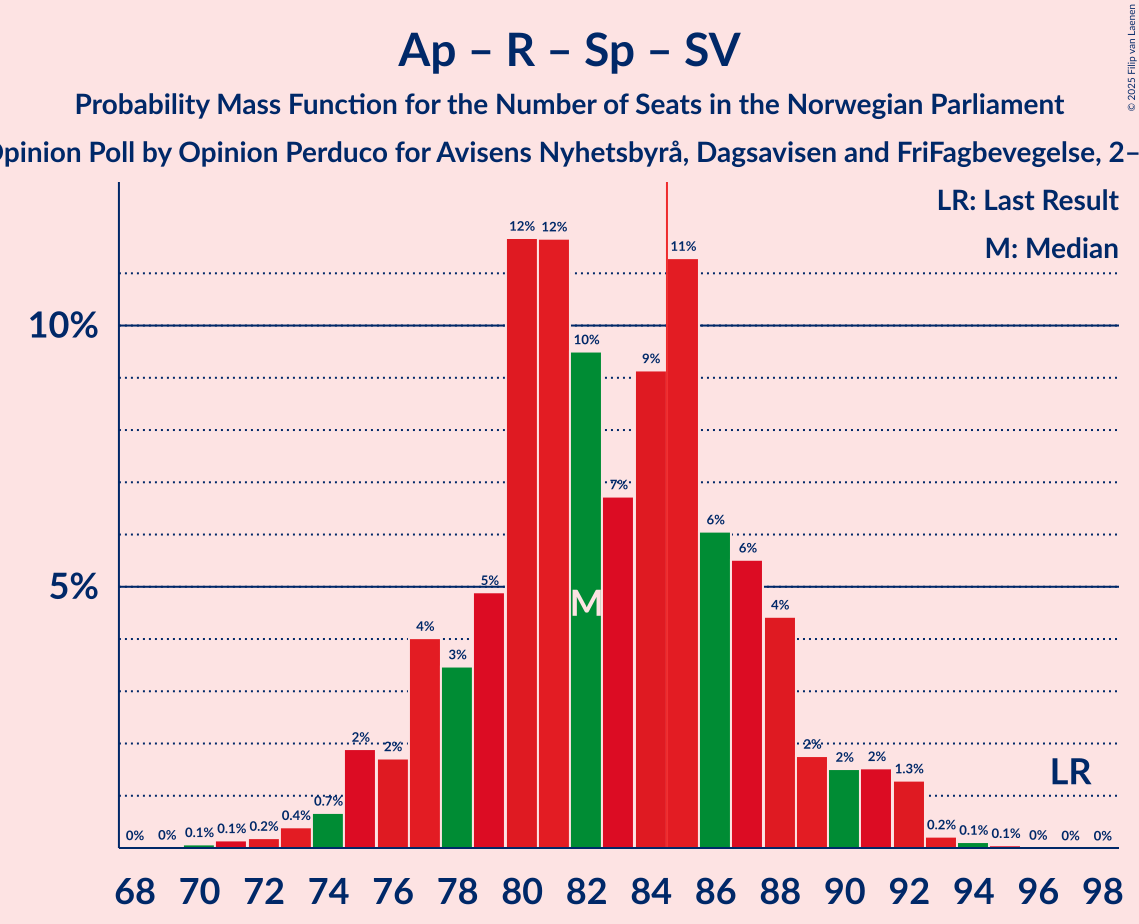 Ap – R – Sp – SV
Probability Mass Function for the Number of Seats in the Norwegian Parliament
Opinion Poll by Opinion Perduco for Avisens Nyhetsbyrå, Dagsavisen and FriFagbevegelse, 2–
© 2025 Filip van Laenen
LR: Last Result
M: Median
10%
5%
0% 0% 0.1% 0.1% 0.2% 0.4% 0.7% 2% 2% 4% 3% 5% 12% 12% 10% 7% 9% 11% 6% 6% 4% 2% 2% 2% 1.3% 0.2% 0.1% 0.1% 0% 0% 0%
M
LR
68 70 72 74 76 78 80 82 84 86 88 90 92 94 96 98